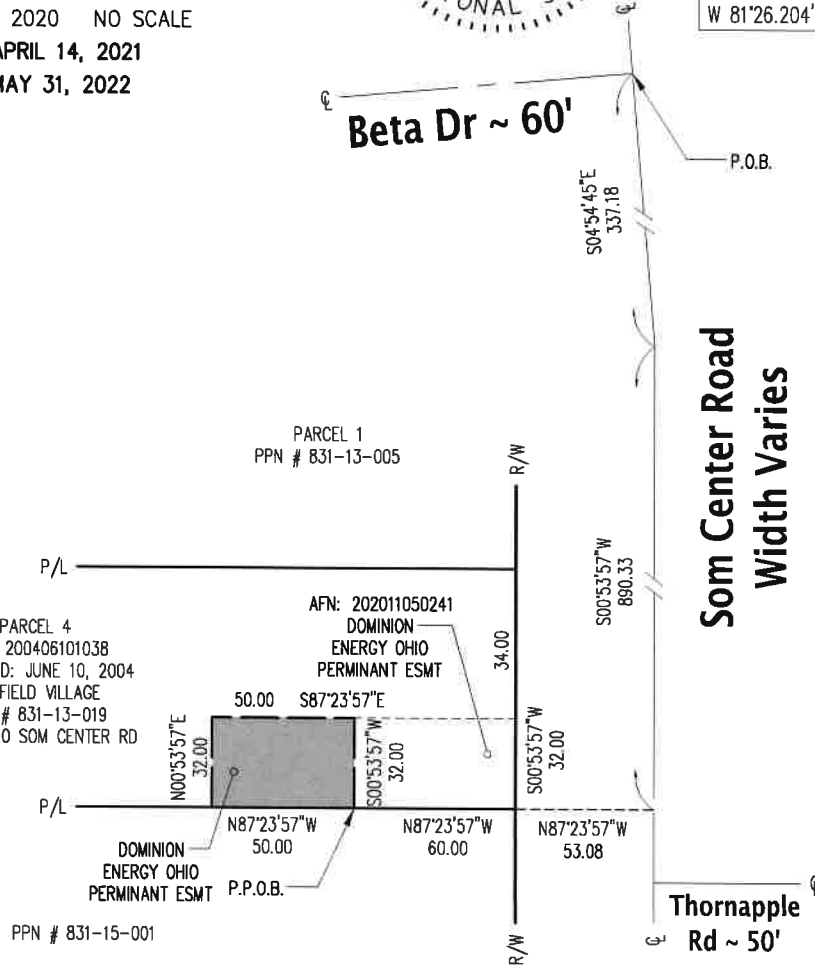 2020 NO SCALE
APRIL 14, 2021
MAY 31, 2022
ONAL S
W 81°26.204'
℄
℄
Beta Dr ~ 60'
P.O.B.
S04°54'45"E
337.18
Som Center Road
Width Varies
PARCEL 1
PPN # 831-13-005
R/W
P/L
S00°53'57"W
890.33
AFN: 202011050241
DOMINION
ENERGY OHIO
PERMINANT ESMT
34.00
PARCEL 4
200406101038
D: JUNE 10, 2004
FIELD VILLAGE
# 831-13-019
0 SOM CENTER RD
50.00 S87°23'57"E
N00°53'57"E
32.00
S00°53'57"W
32.00
S00°53'57"W
32.00
P/L
N87°23'57"W
50.00
N87°23'57"W
60.00
N87°23'57"W
53.08
DOMINION
ENERGY OHIO
PERMINANT ESMT
P.P.O.B.
℄
Thornapple
Rd ~ 50'
PPN # 831-15-001
R/W
℄